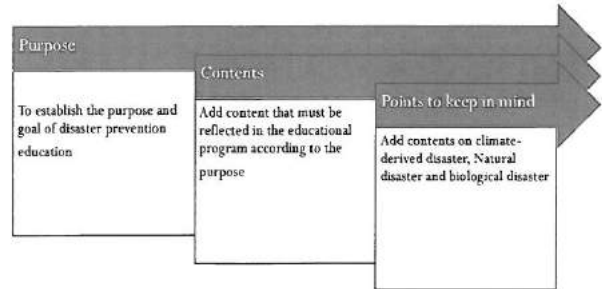 Purpose
To establish the purpose and
goal of disaster prevention
education
Contents
Add content that must be
reflected in the educational
program according to the
purpose
Points to keep in mind
Add contents on climate-
derived disaster, Natural
disaster and biological disaster